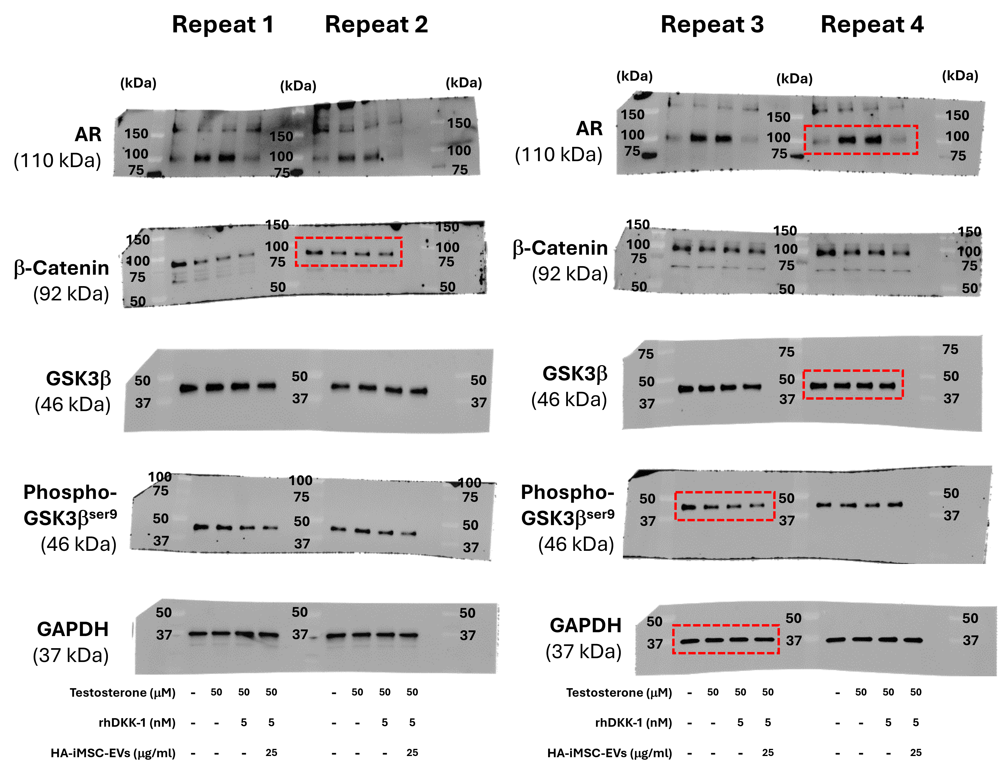 Repeat 1 Repeat 2 Repeat 3 Repeat 4
(kDa) (kDa) (kDa) (kDa) (kDa) (kDa)
AR
(110 kDa)
150 150 150
100 100 100
75 75 75
AR
(110 kDa)
150 150 150
100 100 100
75 75 75
β-Catenin
(92 kDa)
150 150 150
100 100 100
75 75 75
50 50 50
β-Catenin
(92 kDa)
150 150 150
100 100 100
75 75 75
50 50 50
GSK3β
(46 kDa)
50 50 50
37 37 37
GSK3β
(46 kDa)
75 75 75
50 50 50
37 37 37
Phospho-
GSK3βser9
(46 kDa)
100 100 100
75 75 75
50 50 50
37 37 37
Phospho-
GSK3βser9
(46 kDa)
50 50 50
37 37 37
GAPDH
(37 kDa)
50 50 50
37 37 37
GAPDH
(37 kDa)
50 50 50
37 37 37
Testosterone (μM) - 50 50 50 - 50 50 50
rhDKK-1 (nM) - - 5 5 - - 5 5
HA-iMSC-EVs (μg/ml) - - - 25 - - - 25
Testosterone (μM) - 50 50 50 - 50 50 50
rhDKK-1 (nM) - - 5 5 - - 5 5
HA-iMSC-EVs (μg/ml) - - - 25 - - - 25